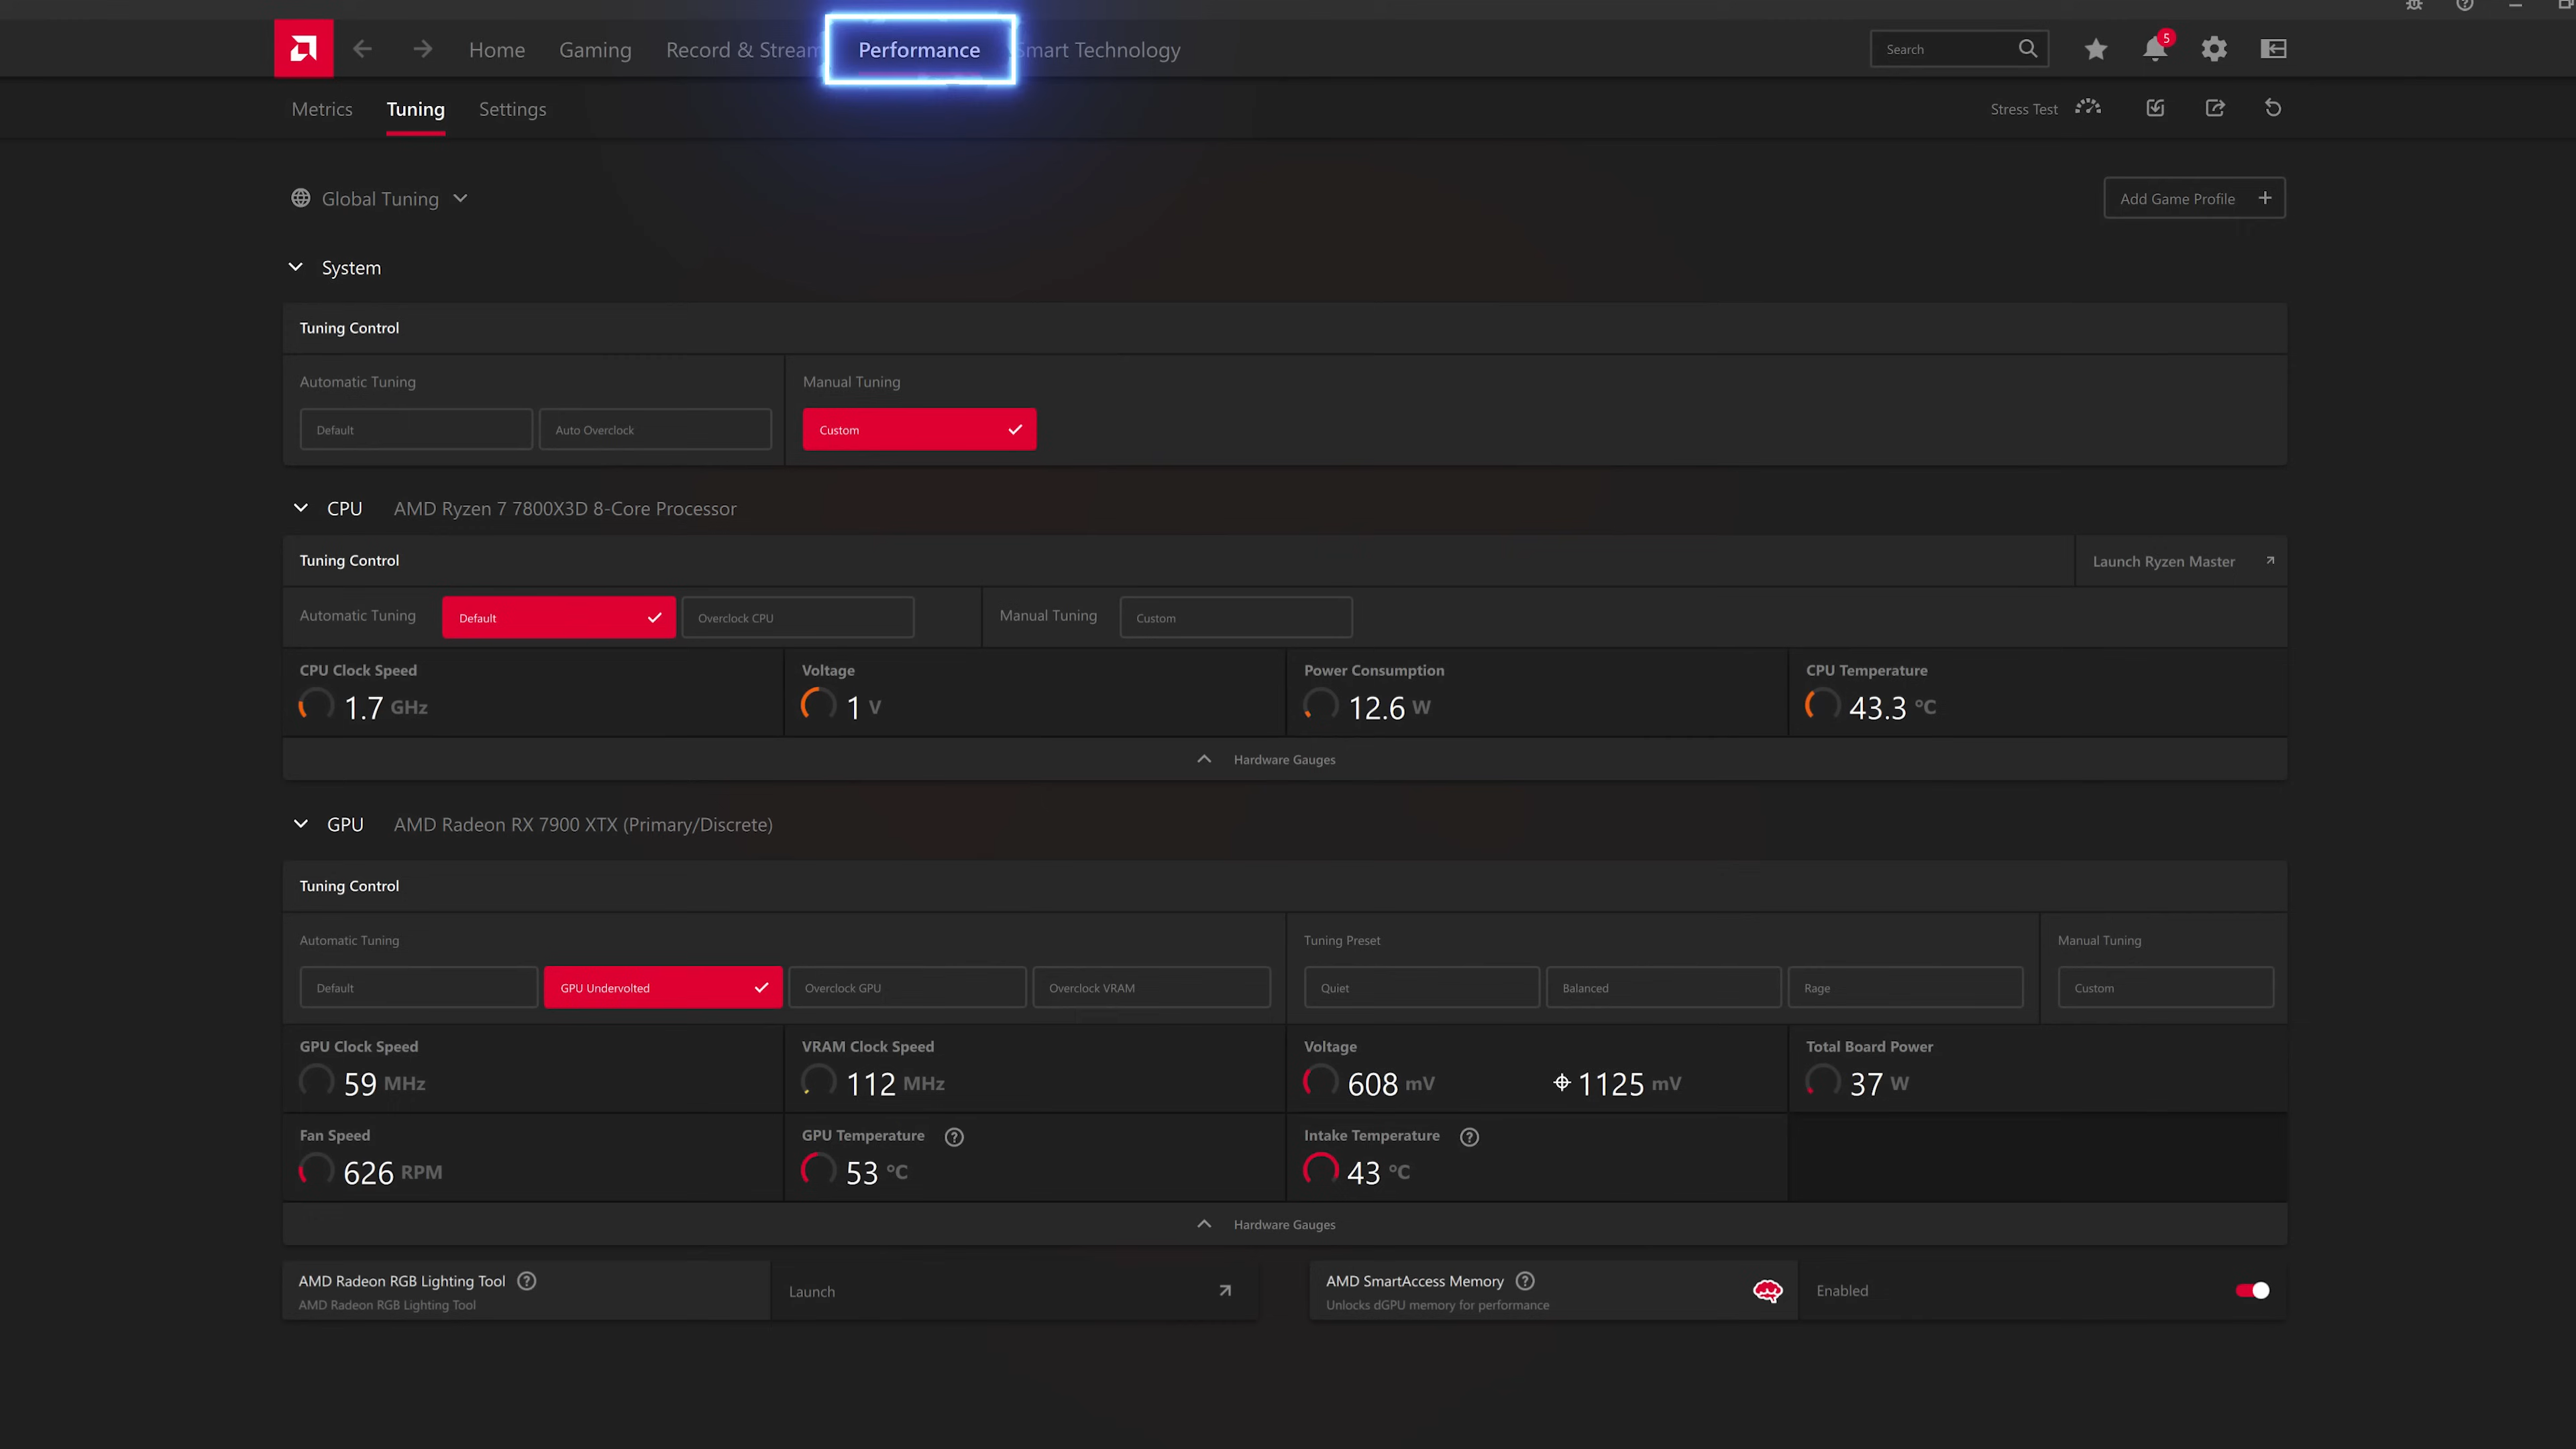 Home Gaming Record & Stream Performance Smart Technology Search 5
Metrics Tuning Settings Stress Test
Global Tuning Add Game Profile
System
Tuning Control
Automatic Tuning Manual Tuning
Default Auto Overclock Custom
CPU AMD Ryzen 7 7800X3D 8-Core Processor
Tuning Control Launch Ryzen Master
Automatic Tuning Default Overclock CPU Manual Tuning Custom
CPU Clock Speed Voltage Power Consumption CPU Temperature
1.7 GHz 1 V 12.6 W 43.3 °C
Hardware Gauges
GPU AMD Radeon RX 7900 XTX (Primary/Discrete)
Tuning Control
Automatic Tuning Tuning Preset Manual Tuning
Default GPU Undervolted Overclock GPU Overclock VRAM Quiet Balanced Rage Custom
GPU Clock Speed VRAM Clock Speed Voltage Total Board Power
59 MHz 112 MHz 608 mV 1125 mV 37 W
Fan Speed GPU Temperature Intake Temperature
626 RPM 53 °C 43 °C
Hardware Gauges
AMD Radeon RGB Lighting Tool Launch AMD SmartAccess Memory Enabled
AMD Radeon RGB Lighting Tool Unlocks dGPU memory for performance